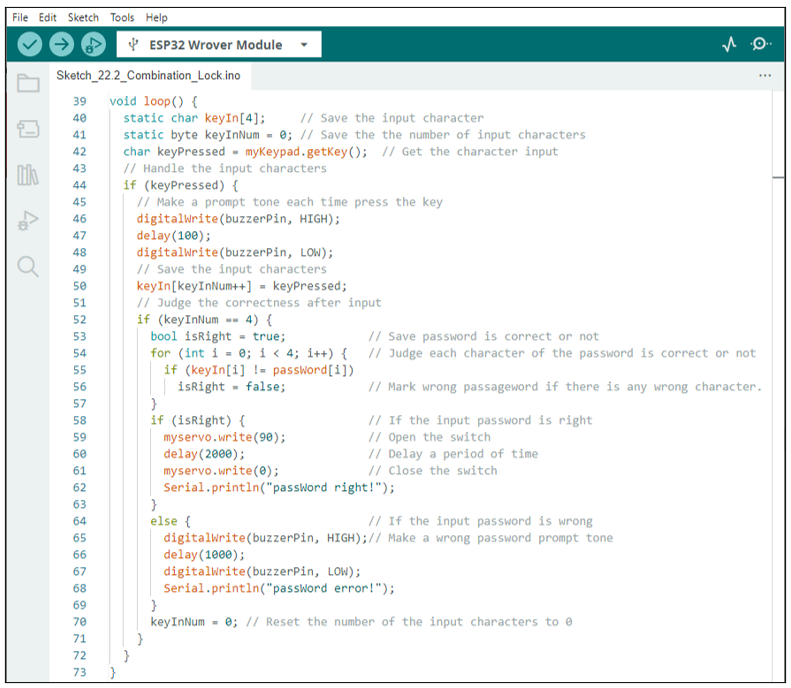 File Edit Sketch Tools Help
ESP32 Wrover Module
Sketch_22.2_Combination_Lock.ino
39 void loop() {
40   static char keyIn[4];     // Save the input character
41   static byte keyInNum = 0; // Save the the number of input characters
42   char keyPressed = myKeypad.getKey();  // Get the character input
43   // Handle the input characters
44   if (keyPressed) {
45     // Make a prompt tone each time press the key
46     digitalWrite(buzzerPin, HIGH);
47     delay(100);
48     digitalWrite(buzzerPin, LOW);
49     // Save the input characters
50     keyIn[keyInNum++] = keyPressed;
51     // Judge the correctness after input
52     if (keyInNum == 4) {
53       bool isRight = true;             // Save password is correct or not
54       for (int i = 0; i < 4; i++) {   // Judge each character of the password is correct or not
55         if (keyIn[i] != passWord[i])
56           isRight = false;             // Mark wrong passageword if there is any wrong character.
57       }
58       if (isRight) {                   // If the input password is right
59         myservo.write(90);             // Open the switch
60         delay(2000);                   // Delay a period of time
61         myservo.write(0);              // Close the switch
62         Serial.println("passWord right!");
63       }
64       else {                           // If the input password is wrong
65         digitalWrite(buzzerPin, HIGH);// Make a wrong password prompt tone
66         delay(1000);
67         digitalWrite(buzzerPin, LOW);
68         Serial.println("passWord error!");
69       }
70       keyInNum = 0; // Reset the number of the input characters to 0
71     }
72   }
73 }